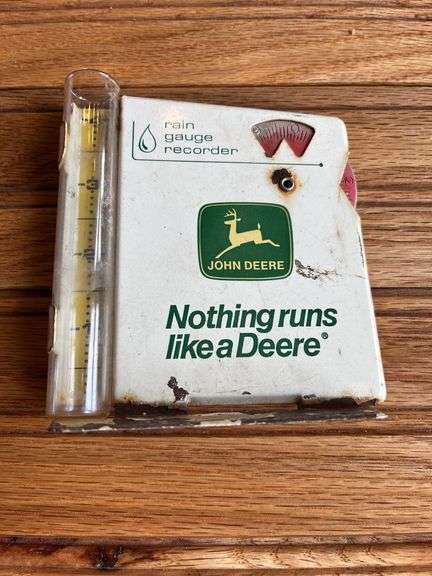 rain
gauge
recorder
JOHN DEERE
Nothing runs
like a Deere®